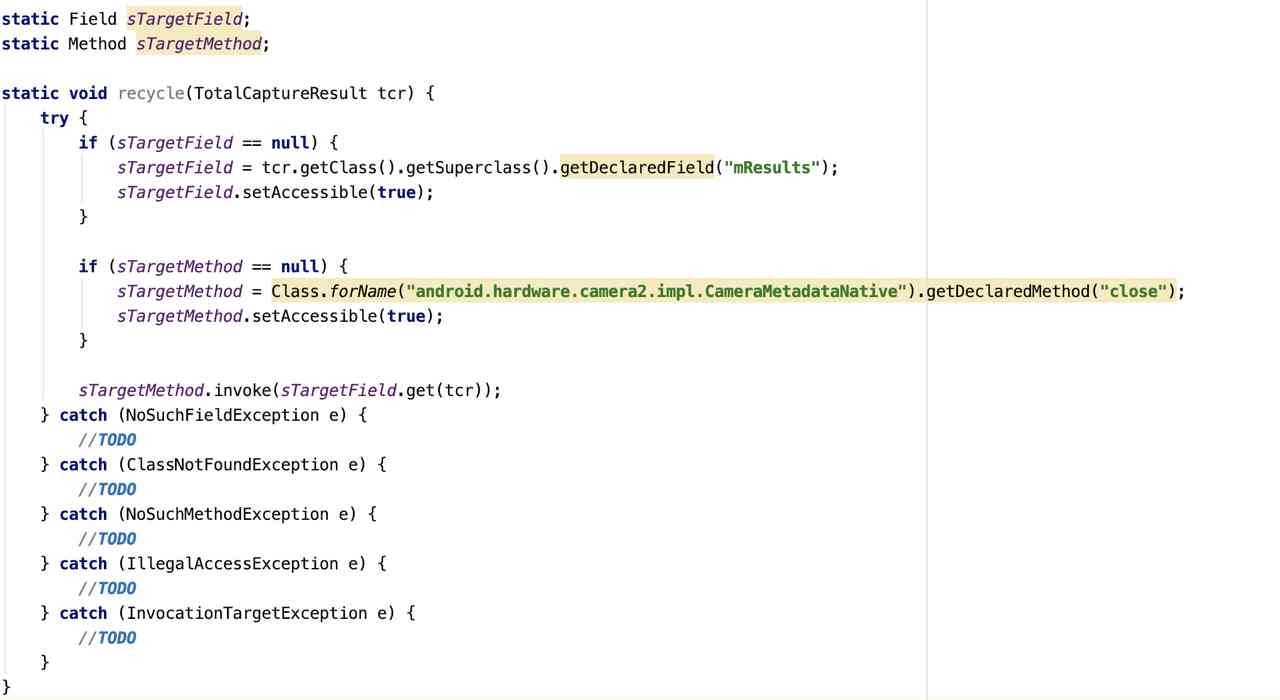 static Field sTargetField;
static Method sTargetMethod;
static void recycle(TotalCaptureResult tcr) {
try {
if (sTargetField == null) {
sTargetField = tcr.getClass().getSuperclass().getDeclaredField("mResults");
sTargetField.setAccessible(true);
}
if (sTargetMethod == null) {
sTargetMethod = Class.forName("android.hardware.camera2.impl.CameraMetadataNative").getDeclaredMethod("close");
sTargetMethod.setAccessible(true);
}
sTargetMethod.invoke(sTargetField.get(tcr));
} catch (NoSuchFieldException e) {
//TODO
} catch (ClassNotFoundException e) {
//TODO
} catch (NoSuchMethodException e) {
//TODO
} catch (IllegalAccessException e) {
//TODO
} catch (InvocationTargetException e) {
//TODO
}
}